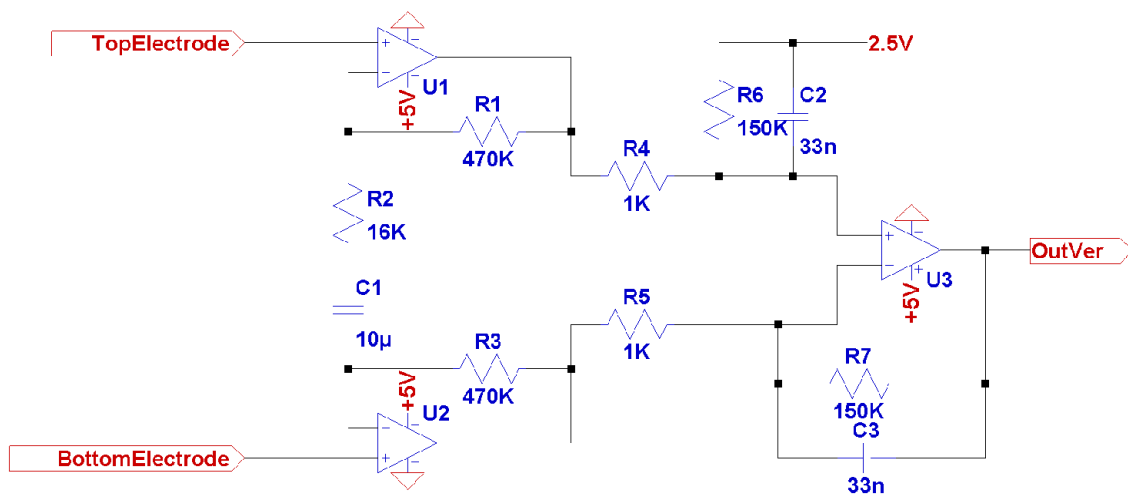 TopElectrode
2.5V
U1
+5V
R6
C2
150K
33n
R1
470K
R4
1K
R2
16K
OutVer
U3
+5V
C1
10µ
R5
1K
R3
470K
R7
150K
+5V
U2
C3
33n
BottomElectrode